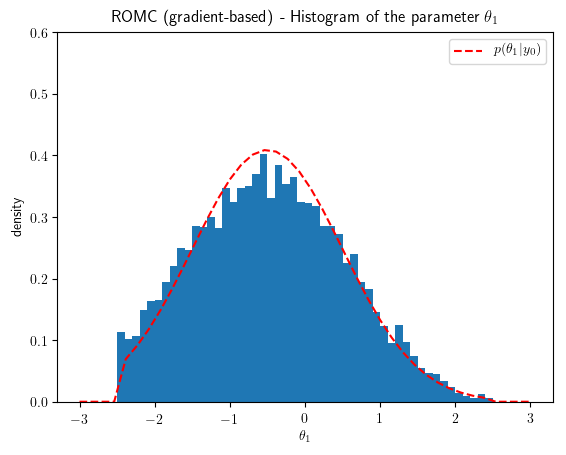 ROMC (gradient-based) - Histogram of the parameter θ₁
p(θ₁|y₀)
0.6
0.5
0.4
0.3
0.2
0.1
0.0
density
−3 −2 −1 0 1 2 3
θ₁